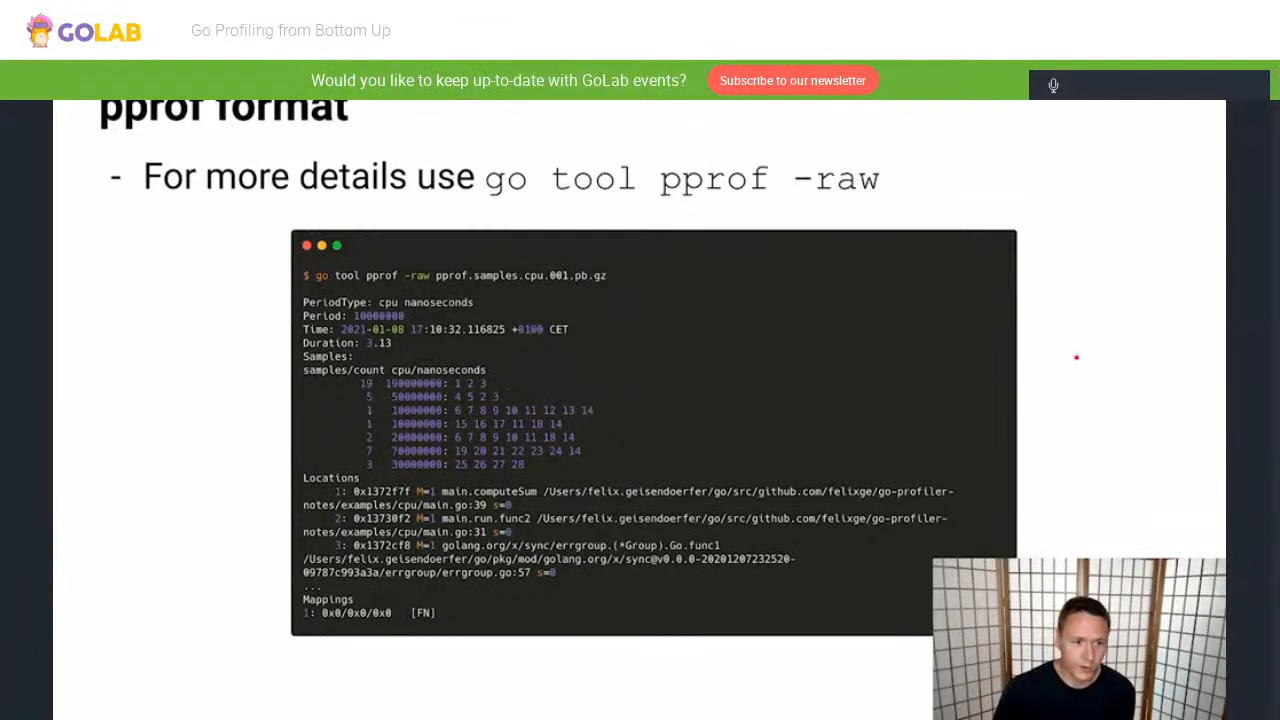 GOLAB
Go Profiling from Bottom Up
Would you like to keep up-to-date with GoLab events?
Subscribe to our newsletter
pprof format
- For more details use go tool pprof -raw
$ go tool pprof -raw pprof.samples.cpu.001.pb.gz
PeriodType: cpu nanoseconds
Period: 10000000
Time: 2021-01-08 17:10:32.116825 +0100 CET
Duration: 3.13
Samples:
samples/count cpu/nanoseconds
19 190000000: 1 2 3
5 50000000: 4 5 2 3
1 10000000: 6 7 8 9 10 11 12 13 14
1 10000000: 15 16 17 11 18 14
2 20000000: 6 7 8 9 10 11 18 14
7 70000000: 19 20 21 22 23 24 14
3 30000000: 25 26 27 28
Locations
1: 0x1372f7f M=1 main.computeSum /Users/felix.geisendoerfer/go/src/github.com/felixge/go-profiler-
notes/examples/cpu/main.go:39 s=0
2: 0x13730f2 M=1 main.run.func2 /Users/felix.geisendoerfer/go/src/github.com/felixge/go-profiler-
notes/examples/cpu/main.go:31 s=0
3: 0x1372cf8 M=1 golang.org/x/sync/errgroup.(*Group).Go.func1
/Users/felix.geisendoerfer/go/pkg/mod/golang.org/x/sync@v0.0.0-20201207232520-
09787c993a3a/errgroup/errgroup.go:57 s=0
...
Mappings
1: 0x0/0x0/0x0 [FN]